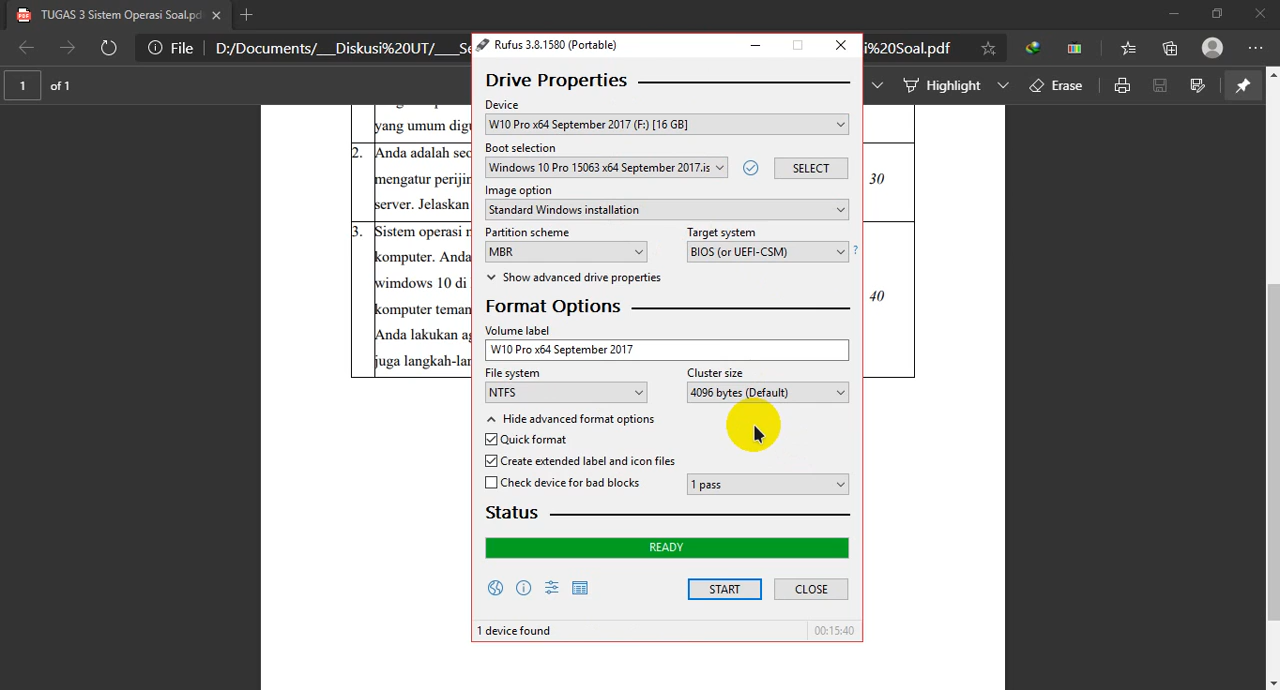 TUGAS 3 Sistem Operasi Soal.pd
File
D:/Documents/___Diskusi%20UT/___Se
i%20Soal.pdf
1 of 1
Highlight
Erase
yang umum digu
2. Anda adalah seo
mengatur perijin
server. Jelaskan
30
3. Sistem operasi m
komputer. Anda
wimdows 10 di
komputer teman
Anda lakukan ag
juga langkah-lan
40
Rufus 3.8.1580 (Portable)
Drive Properties
Device
W10 Pro x64 September 2017 (F:) [16 GB]
Boot selection
Windows 10 Pro 15063 x64 September 2017.is
SELECT
Image option
Standard Windows installation
Partition scheme
Target system
MBR
BIOS (or UEFI-CSM)
?
Show advanced drive properties
Format Options
Volume label
W10 Pro x64 September 2017
File system
Cluster size
NTFS
4096 bytes (Default)
Hide advanced format options
Quick format
Create extended label and icon files
Check device for bad blocks
1 pass
Status
READY
START
CLOSE
1 device found
00:15:40